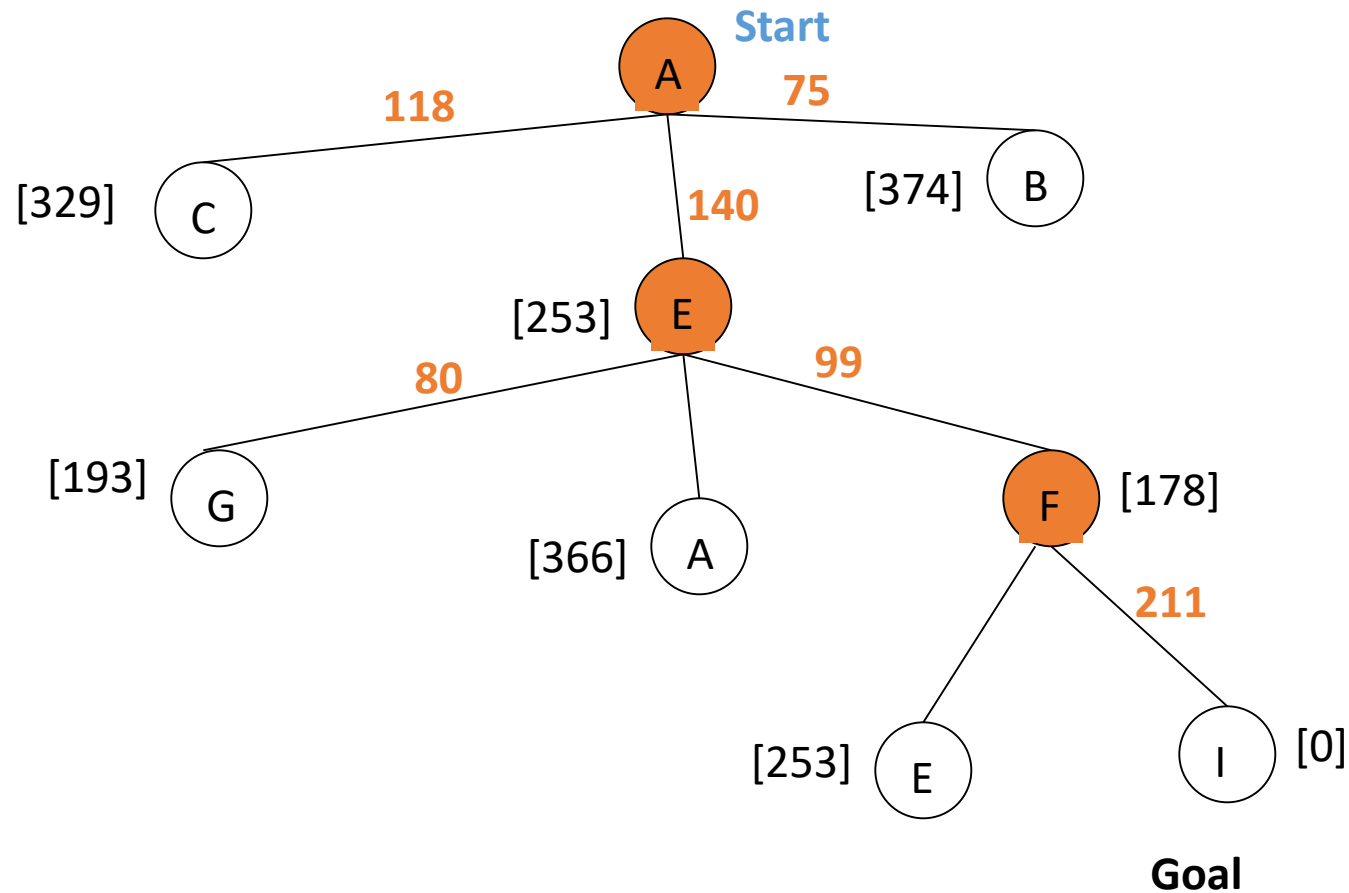 Start
A
118
75
[329]
C
[374]
B
140
[253]
E
80
99
[193]
G
[366]
A
F
[178]
211
[253]
E
I
[0]
Goal